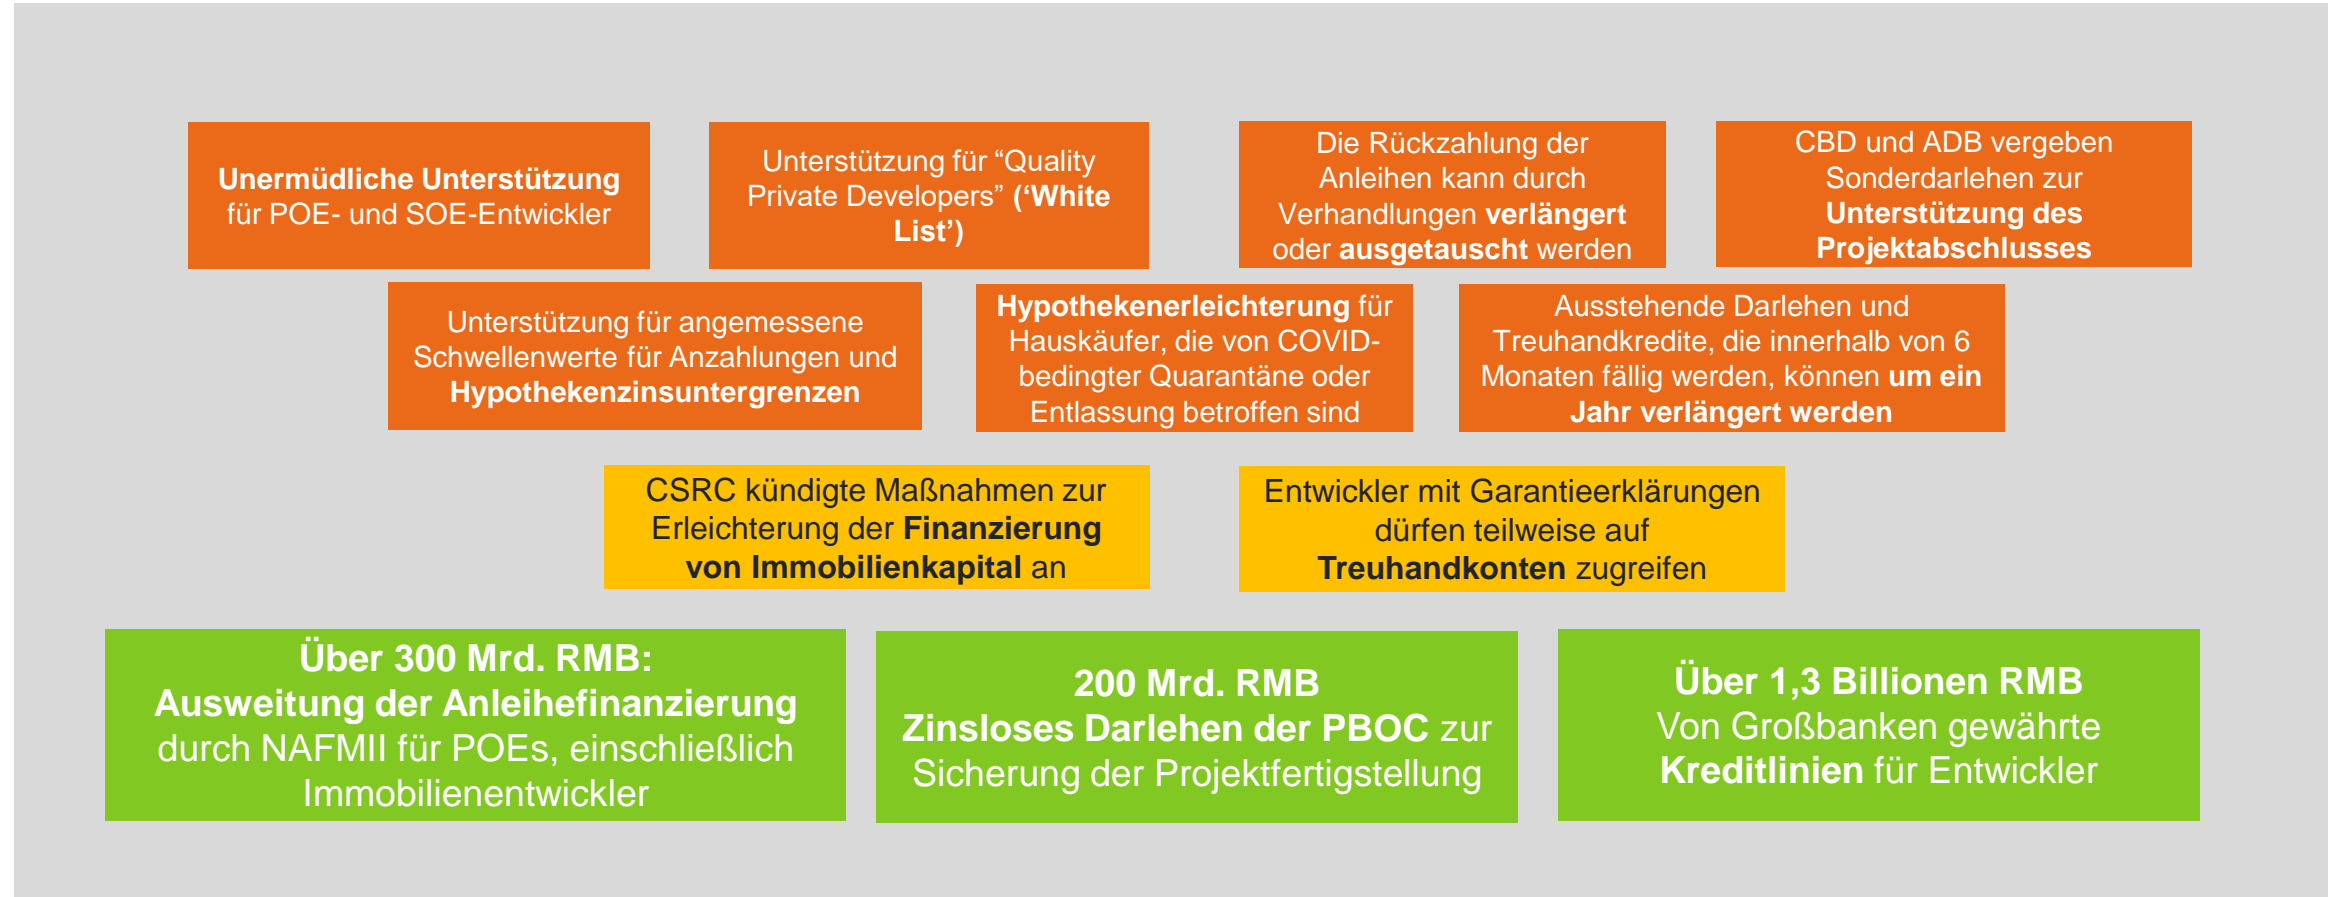 Unermüdliche Unterstützung
für POE- und SOE-Entwickler
Unterstützung für “Quality
Private Developers” (‘White
List’)
Die Rückzahlung der
Anleihen kann durch
Verhandlungen verlängert
oder ausgetauscht werden
CBD und ADB vergeben
Sonderdarlehen zur
Unterstützung des
Projektabschlusses
Unterstützung für angemessene
Schwellenwerte für Anzahlungen und
Hypothekenzinsuntergrenzen
Hypothekenerleichterung für
Hauskäufer, die von COVID-
bedingter Quarantäne oder
Entlassung betroffen sind
Ausstehende Darlehen und
Treuhandkredite, die innerhalb von 6
Monaten fällig werden, können um ein
Jahr verlängert werden
CSRC kündigte Maßnahmen zur
Erleichterung der Finanzierung
von Immobilienkapital an
Entwickler mit Garantieerklärungen
dürfen teilweise auf
Treuhandkonten zugreifen
Über 300 Mrd. RMB:
Ausweitung der Anleihefinanzierung
durch NAFMII für POEs, einschließlich
Immobilienentwickler
200 Mrd. RMB
Zinsloses Darlehen der PBOC zur
Sicherung der Projektfertigstellung
Über 1,3 Billionen RMB
Von Großbanken gewährte
Kreditlinien für Entwickler